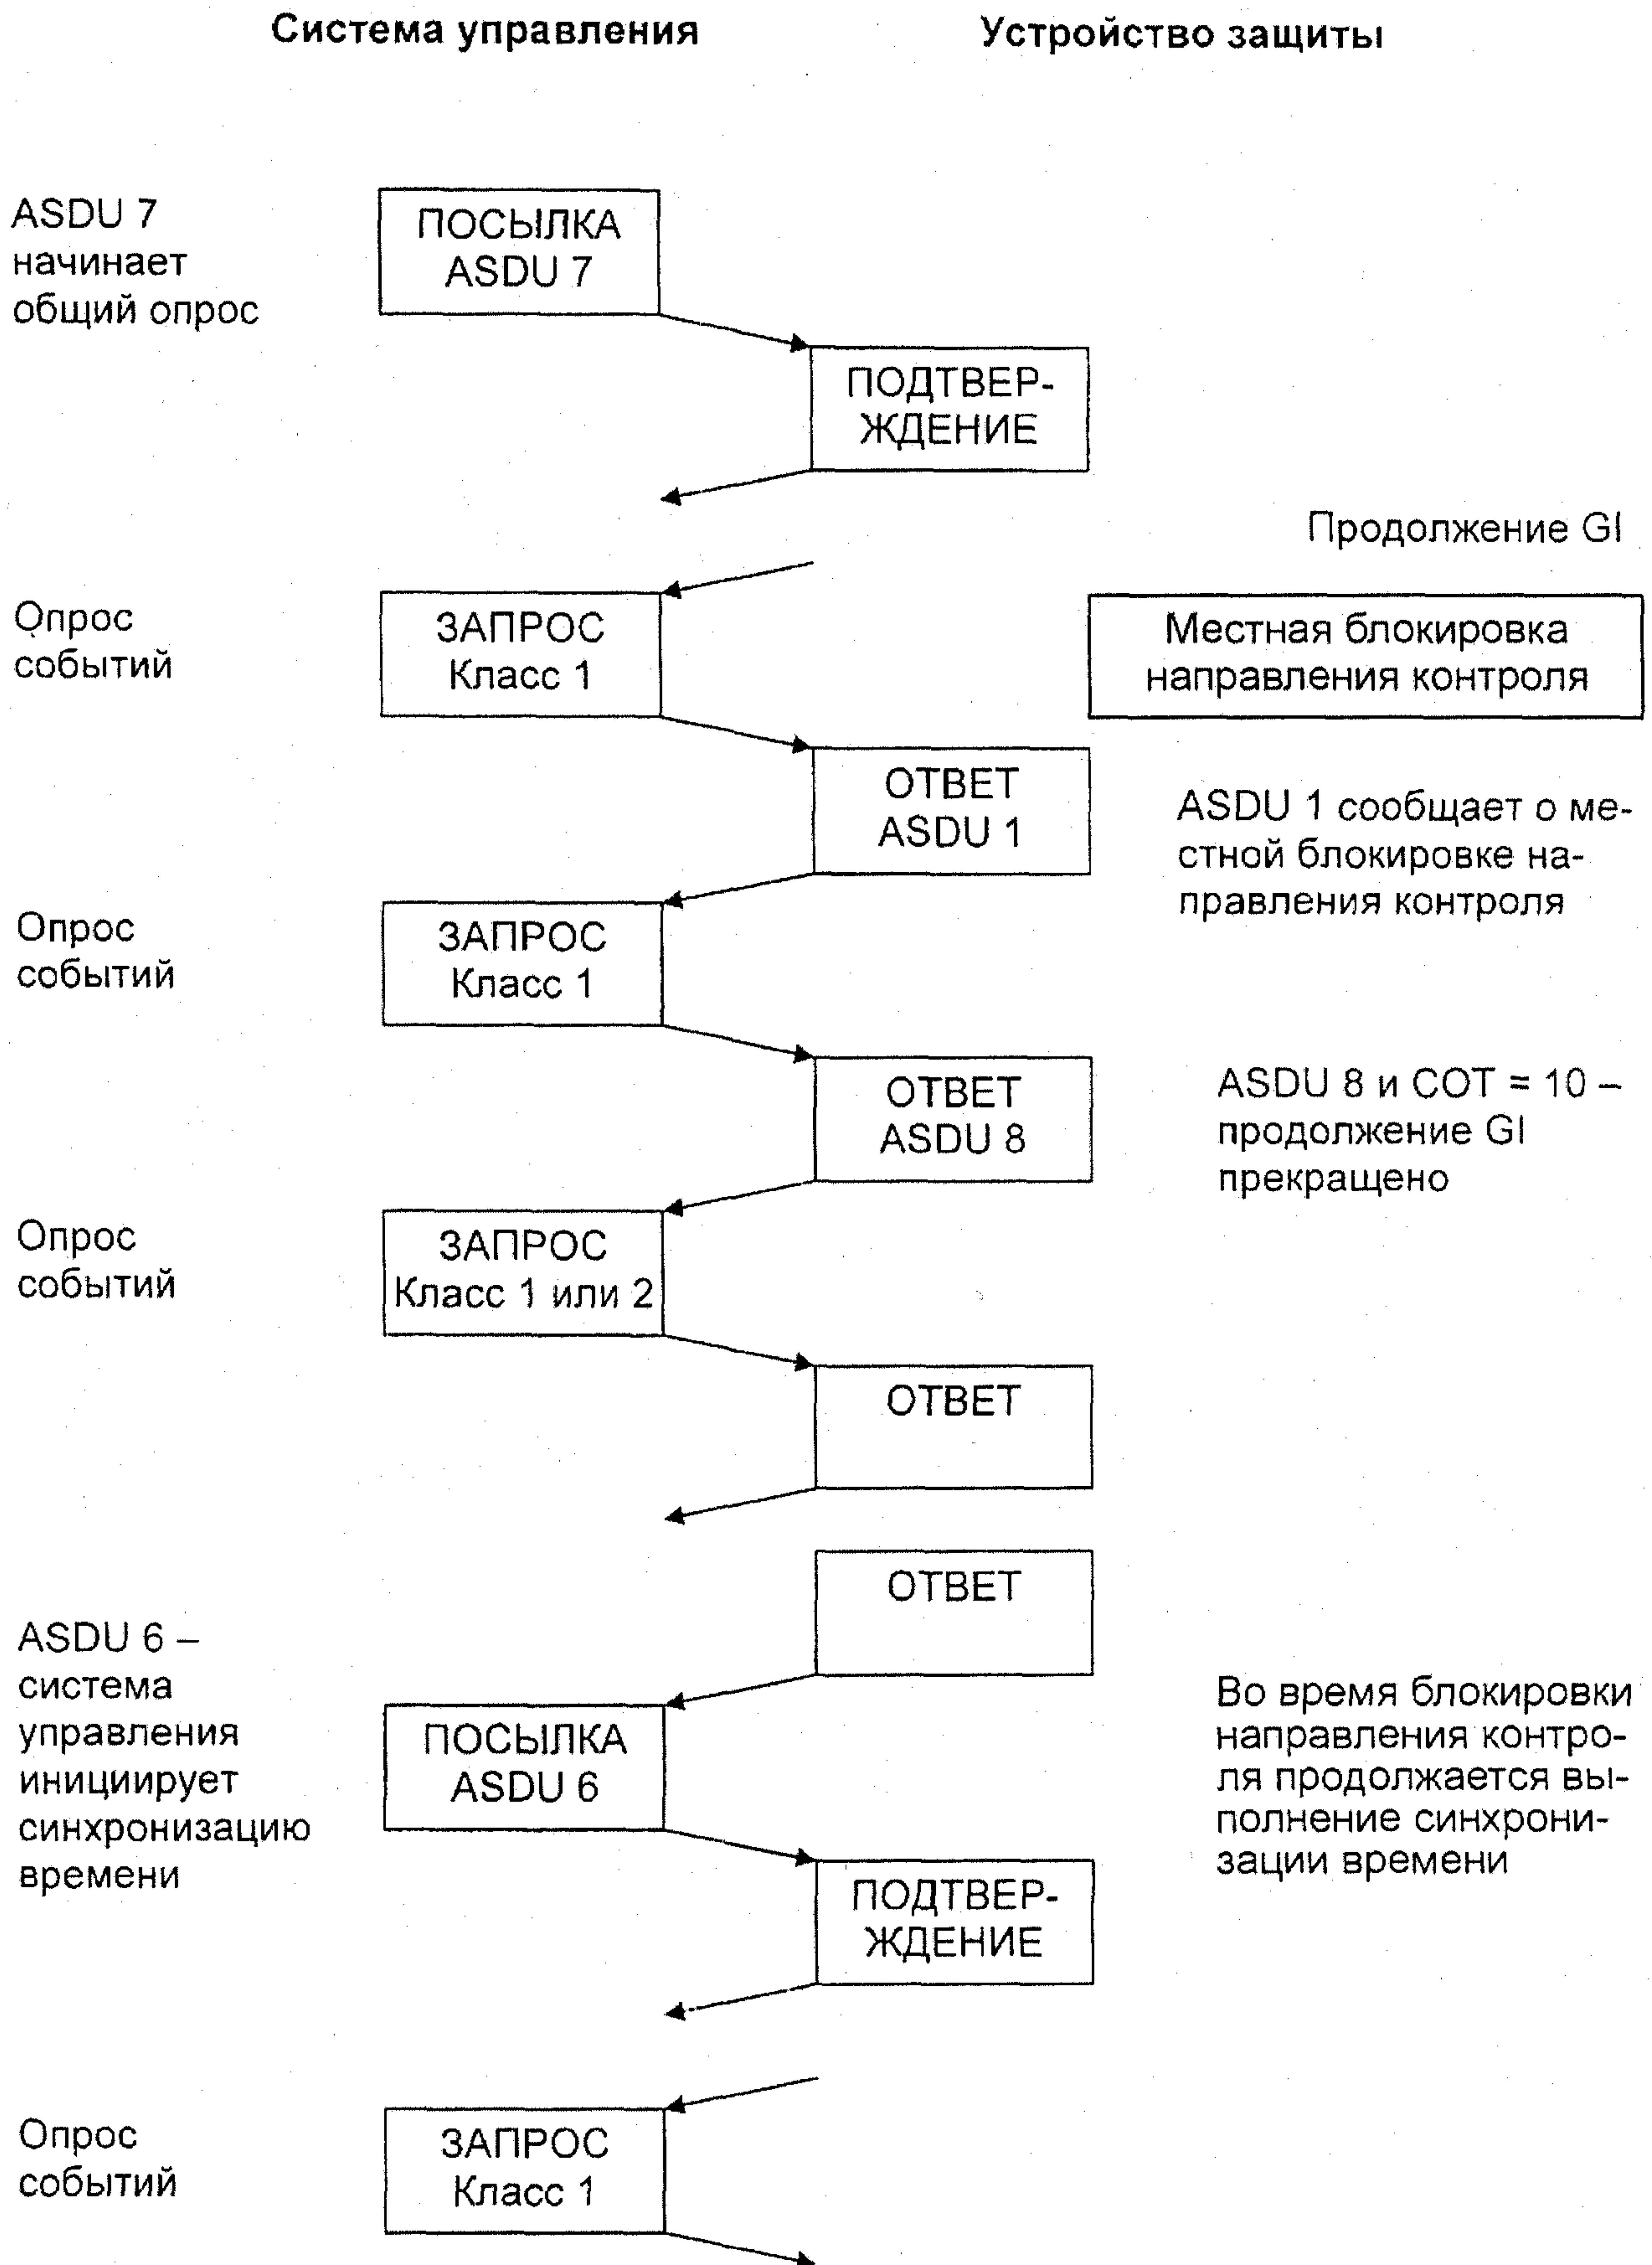 Система управления
Устройство защиты
ASDU 7
начинает
общий опрос
ПОСЫЛКА
ASDU 7
ПОДТВЕР-
ЖДЕНИЕ
Продолжение GI
Опрос
событий
ЗАПРОС
Класс 1
Местная блокировка
направления контроля
ОТВЕТ
ASDU 1
ASDU 1 сообщает о ме-
стной блокировке на-
правления контроля
Опрос
событий
ЗАПРОС
Класс 1
ОТВЕТ
ASDU 8
ASDU 8 и COT = 10 –
продолжение GI
прекращено
Опрос
событий
ЗАПРОС
Класс 1 или 2
ОТВЕТ
ОТВЕТ
ASDU 6 –
система
управления
инициирует
синхронизацию
времени
ПОСЫЛКА
ASDU 6
Во время блокировки
направления контро-
ля продолжается вы-
полнение синхрони-
зации времени
ПОДТВЕР-
ЖДЕНИЕ
Опрос
событий
ЗАПРОС
Класс 1